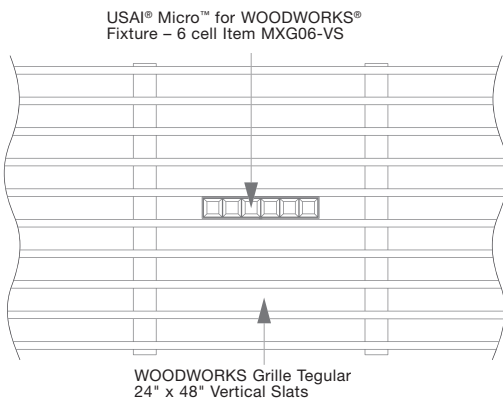 USAI® Micro™ for WOODWORKS®
Fixture – 6 cell Item MXG06-VS
WOODWORKS Grille Tegular
24" x 48" Vertical Slats